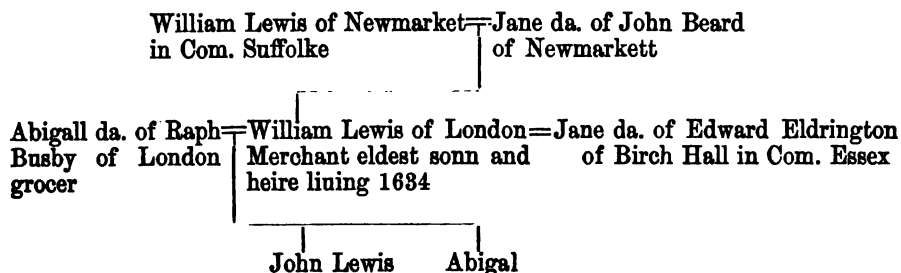 William Lewis of Newmarket=Jane da. of John Beard
in Com. Suffolke of Newmarkett
Abigall da. of Raph=William Lewis of London=Jane da. of Edward Eldrington
Busby of London Merchant eldest sonn and of Birch Hall in Com. Essex
grocer heire liuing 1634
John Lewis Abigal